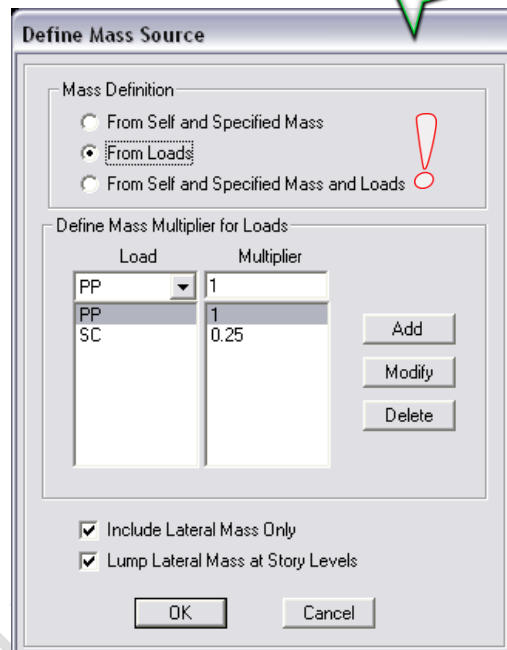 Define Mass Source
Mass Definition
From Self and Specified Mass
From Loads
From Self and Specified Mass and Loads
Define Mass Multiplier for Loads
Load Multiplier
PP 1
PP 1
SC 0.25
Add
Modify
Delete
Include Lateral Mass Only
Lump Lateral Mass at Story Levels
OK Cancel